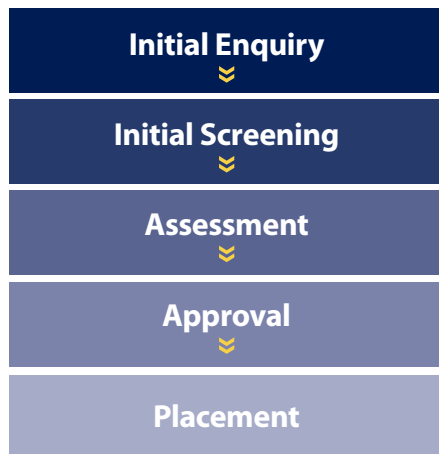 Initial Enquiry
Initial Screening
Assessment
Approval
Placement